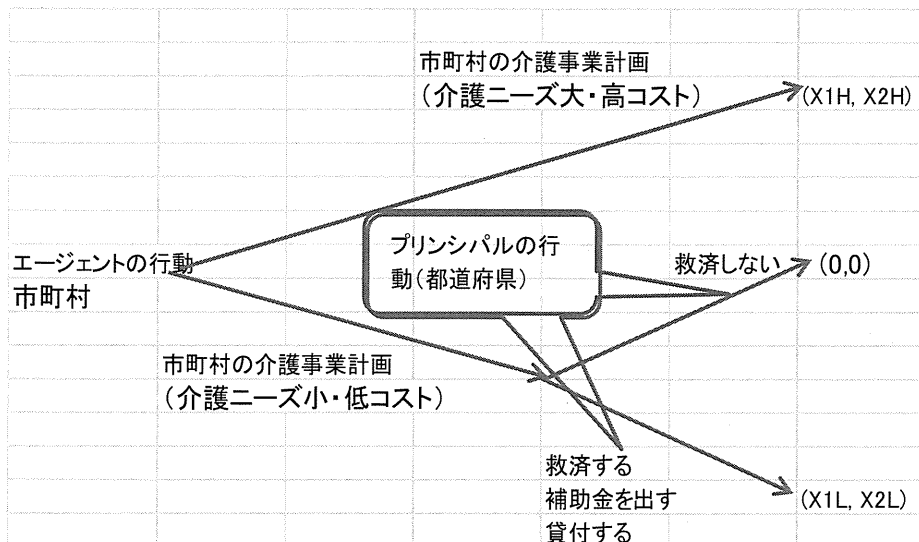 市町村の介護事業計画
（介護ニーズ大・高コスト）
(X1H, X2H)
プリンシパルの行
動（都道府県）
エージェントの行動
市町村
救済しない
(0,0)
市町村の介護事業計画
（介護ニーズ小・低コスト）
救済する
補助金を出す
貸付する
(X1L, X2L)